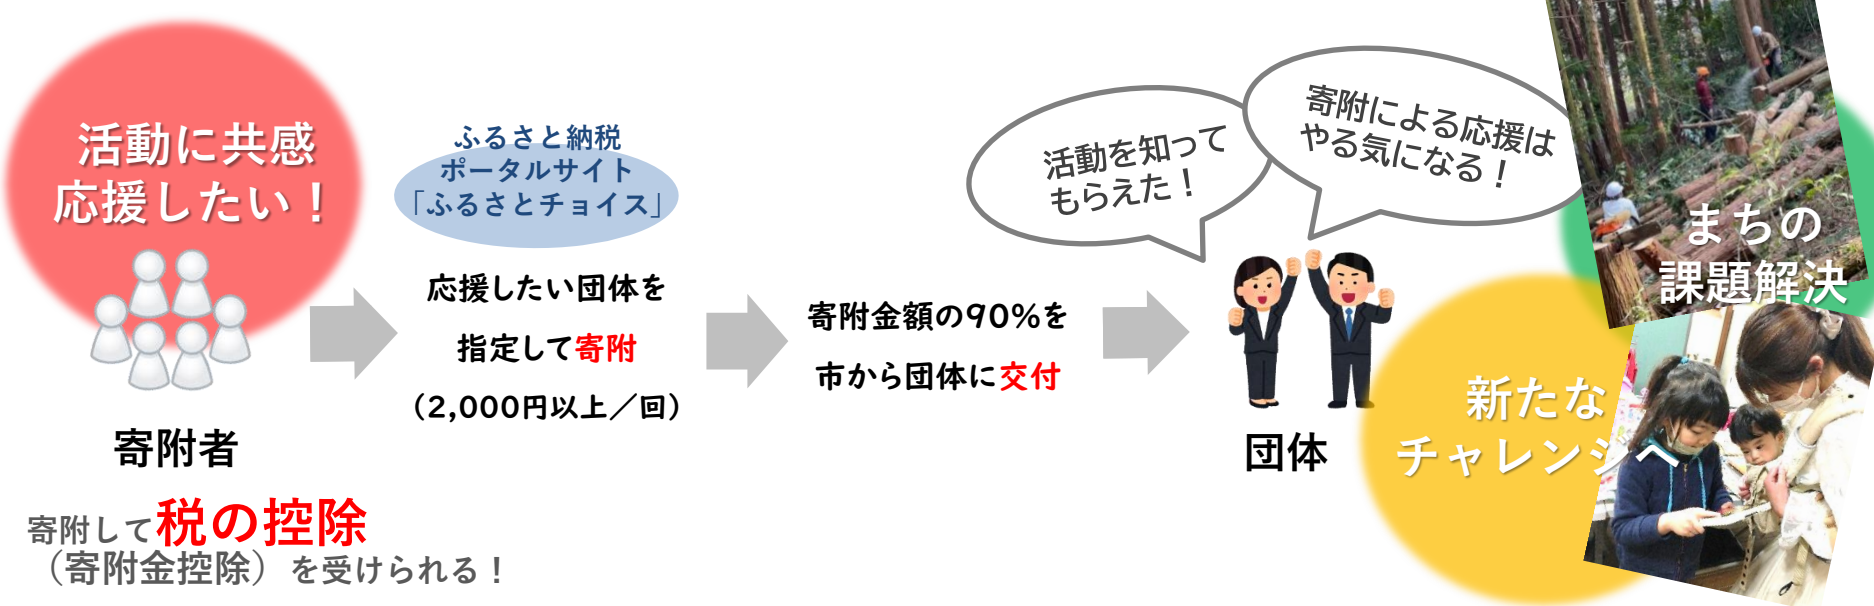 活動に共感
応援したい！
寄附者
寄附して税の控除
（寄附金控除）を受けられる！
ふるさと納税
ポータルサイト
「ふるさとチョイス」
応援したい団体を
指定して寄附
（2,000円以上／回）
寄附金額の90％を
市から団体に交付
活動を知って
もらえた！
寄附による応援は
やる気になる！
団体
まちの
課題解決
新たな
チャレンジへ